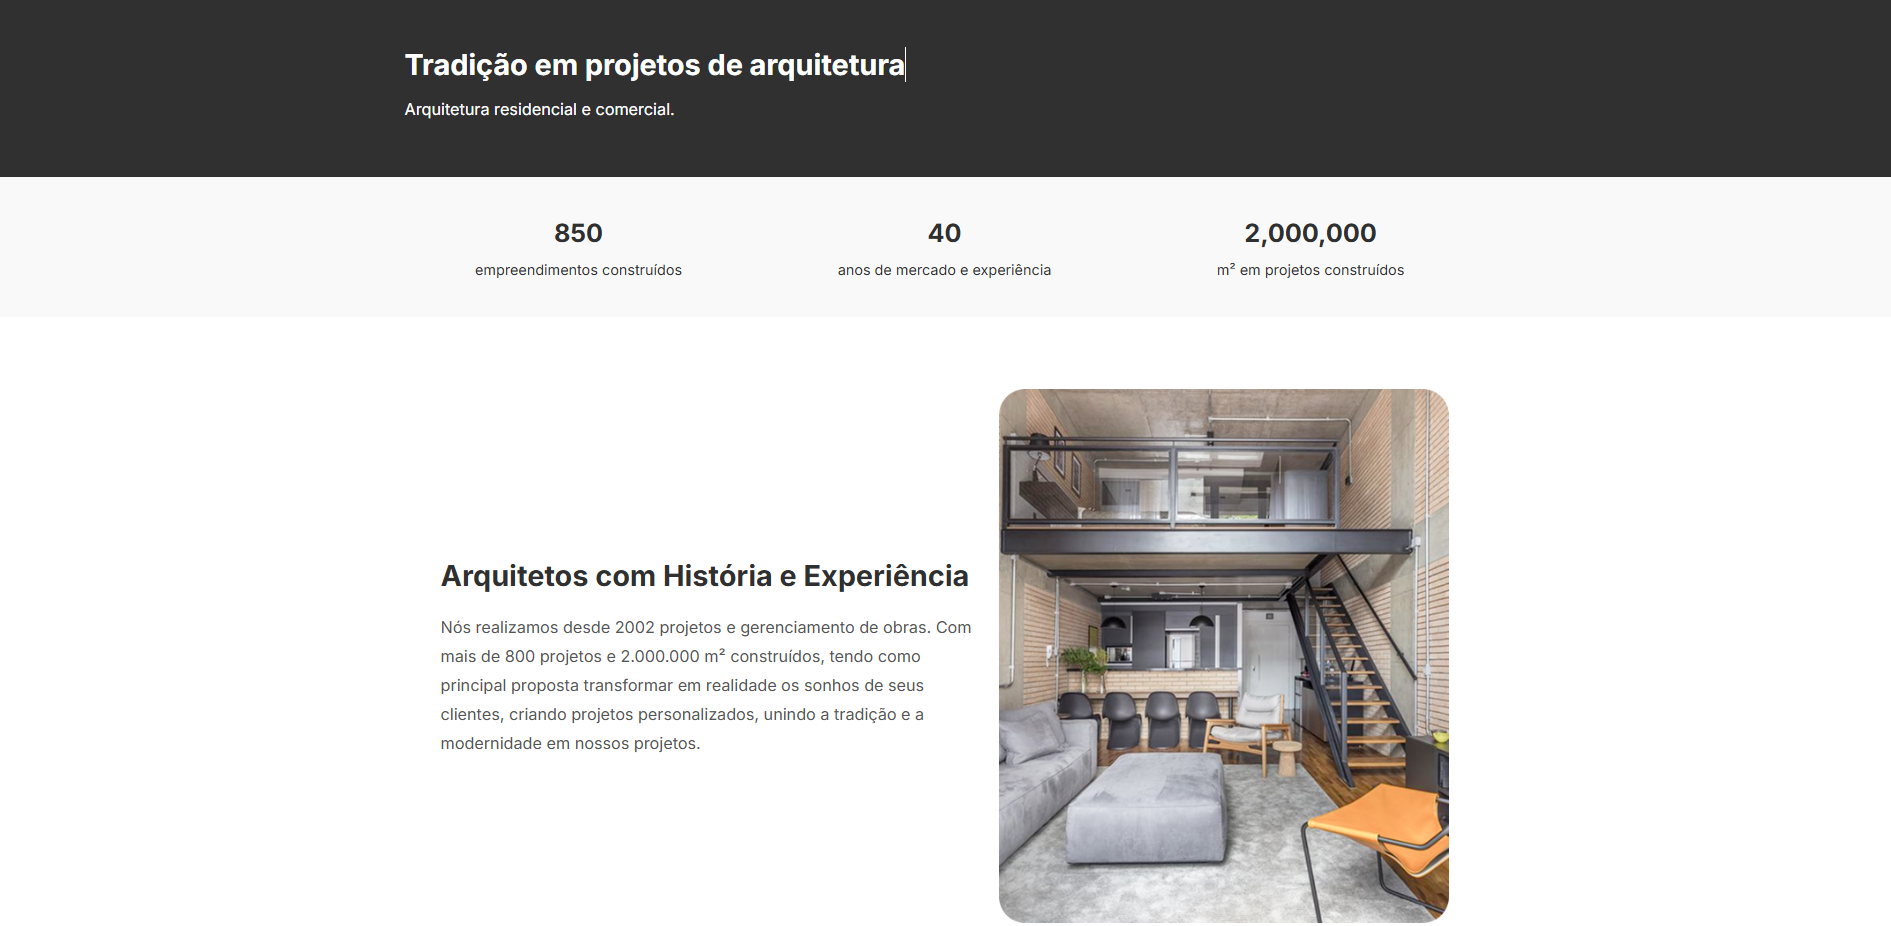 Tradição em projetos de arquitetura
Arquitetura residencial e comercial.
850
empreendimentos construídos
40
anos de mercado e experiência
2,000,000
m² em projetos construídos
Arquitetos com História e Experiência
Nós realizamos desde 2002 projetos e gerenciamento de obras. Com
mais de 800 projetos e 2.000.000 m² construídos, tendo como
principal proposta transformar em realidade os sonhos de seus
clientes, criando projetos personalizados, unindo a tradição e a
modernidade em nossos projetos.